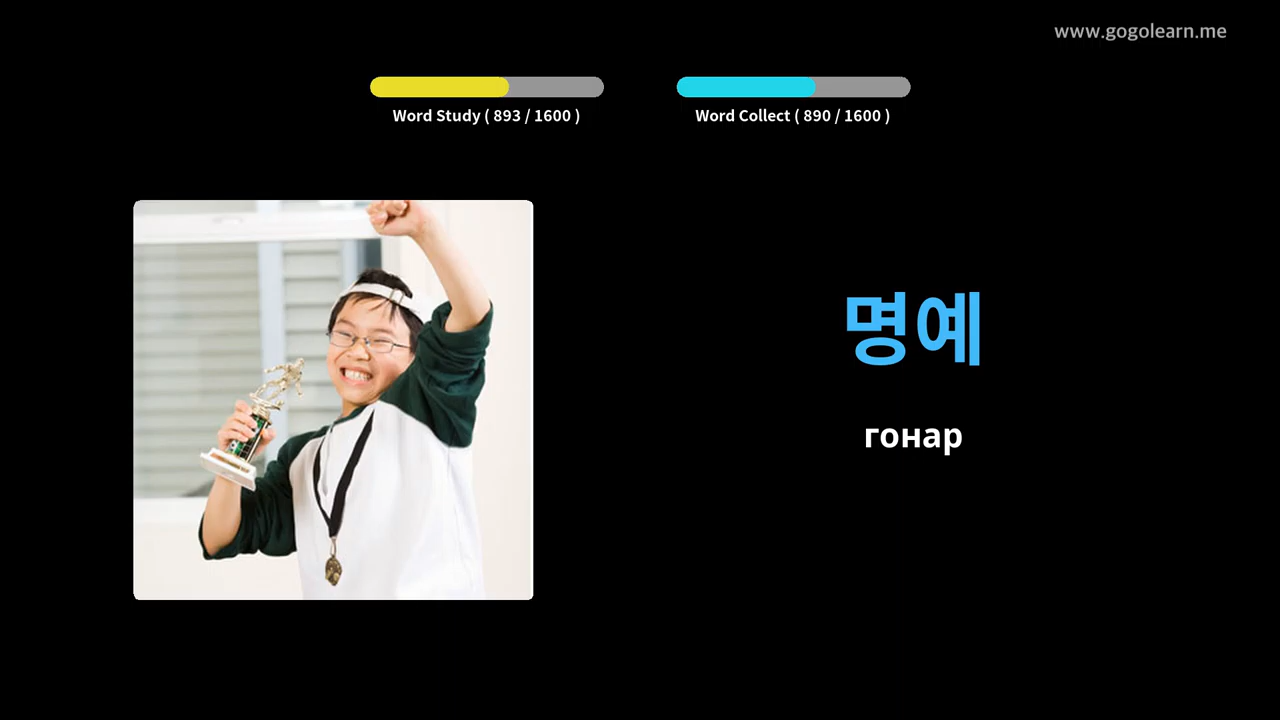 www.gogolearn.me
Word Study ( 893 / 1600 )
Word Collect ( 890 / 1600 )
명예
гонар